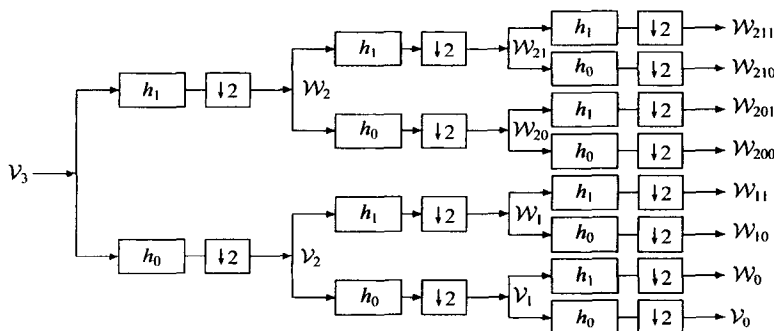 h₁ ↓2 𝒲₂₁₁
h₁ ↓2 𝒲₂₁
h₀ ↓2 𝒲₂₁₀
h₁ ↓2 𝒲₂
h₁ ↓2 𝒲₂₀₁
h₀ ↓2 𝒲₂₀
h₀ ↓2 𝒲₂₀₀
𝒱₃
h₁ ↓2 𝒲₁₁
h₁ ↓2 𝒲₁
h₀ ↓2 𝒲₁₀
h₀ ↓2 𝒱₂
h₁ ↓2 𝒲₀
h₀ ↓2 𝒱₁
h₀ ↓2 𝒱₀